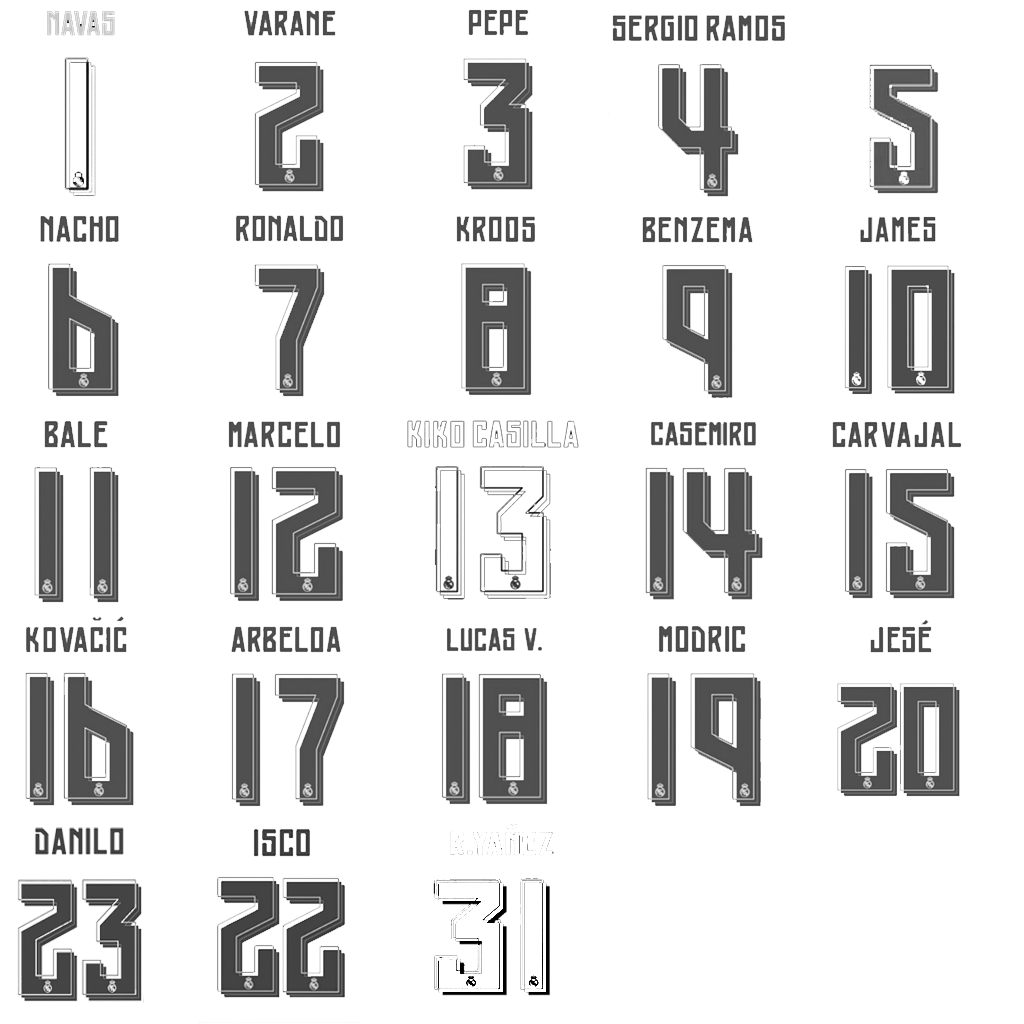 NAVAS VARANE PEPE SERGIO RAMOS
1 2 3 4 5
NACHO RONALDO KROOS BENZEMA JAMES
6 7 8 9 10
BALE MARCELO KIKO CASILLA CASEMIRO CARVAJAL
11 12 13 14 15
KOVAČIĆ ARBELOA LUCAS V. MODRIC JESÉ
16 17 18 19 20
DANILO ISCO R.YAÑEZ
23 22 31